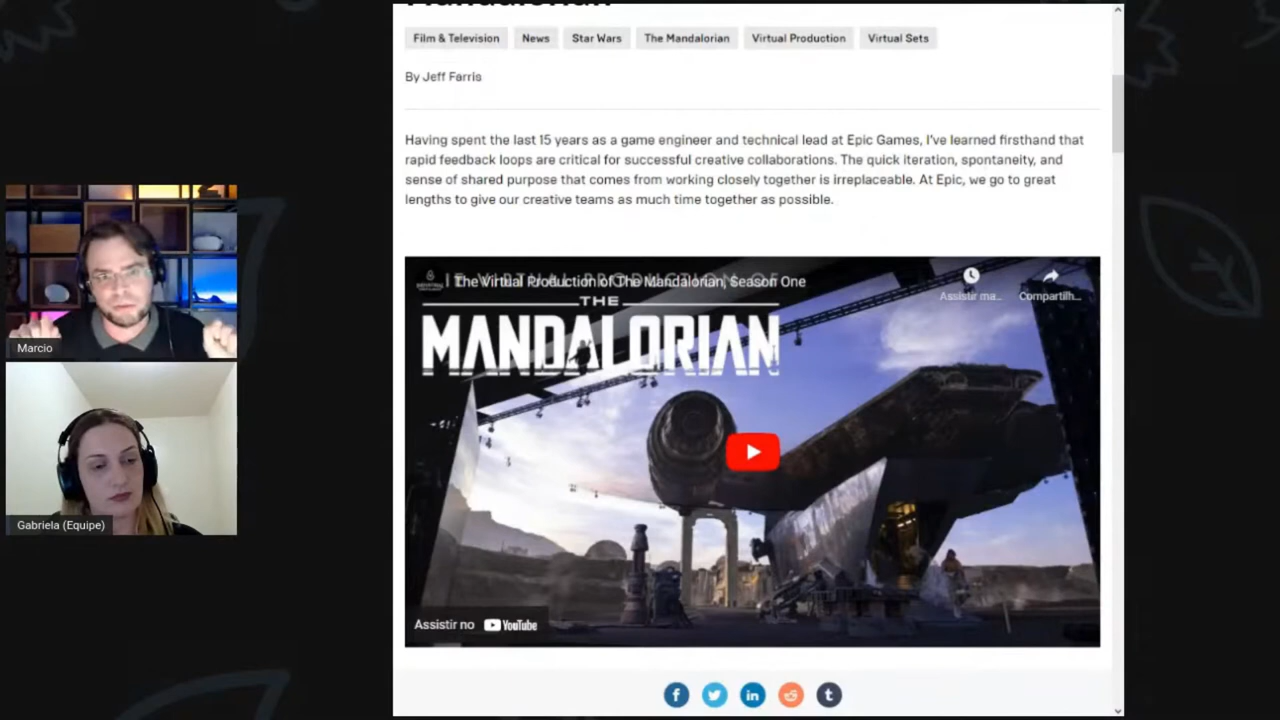 Film & Television
News
Star Wars
The Mandalorian
Virtual Production
Virtual Sets
By Jeff Farris
Having spent the last 15 years as a game engineer and technical lead at Epic Games, I've learned firsthand that
rapid feedback loops are critical for successful creative collaborations. The quick iteration, spontaneity, and
sense of shared purpose that comes from working closely together is irreplaceable. At Epic, we go to great
lengths to give our creative teams as much time together as possible.
The Virtual Production of The Mandalorian, Season One
Assistir ma...
Compartilh...
THE
MANDALORIAN
Marcio
Gabriela (Equipe)
Assistir no YouTube